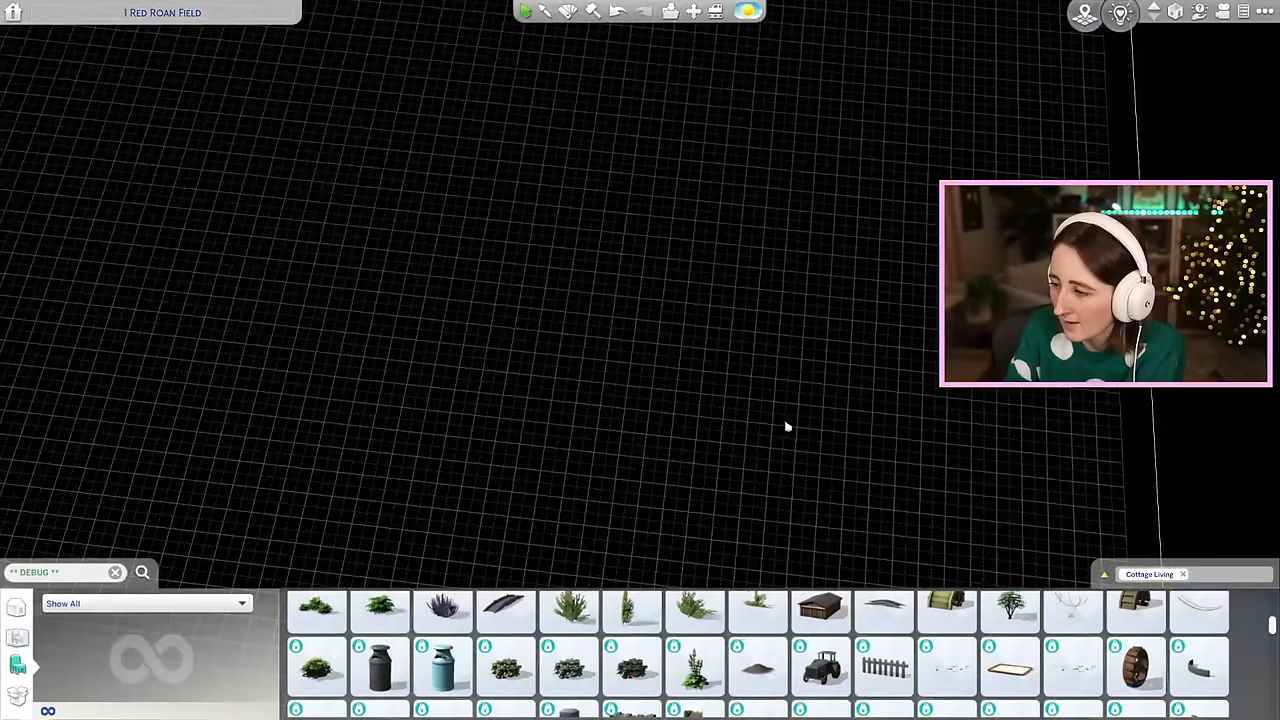 1 RED ROAN FIELD
** DEBUG **
Cottage Living
Show All